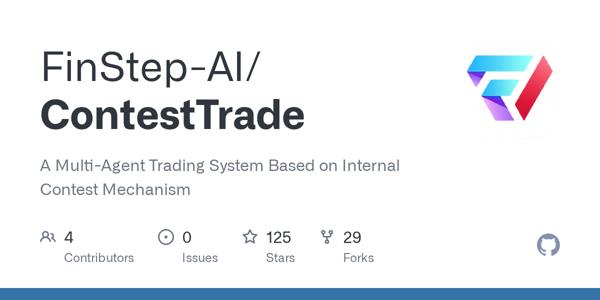 FinStep-AI/
ContestTrade
A Multi-Agent Trading System Based on Internal
Contest Mechanism
4 0 125 29
Contributors Issues Stars Forks